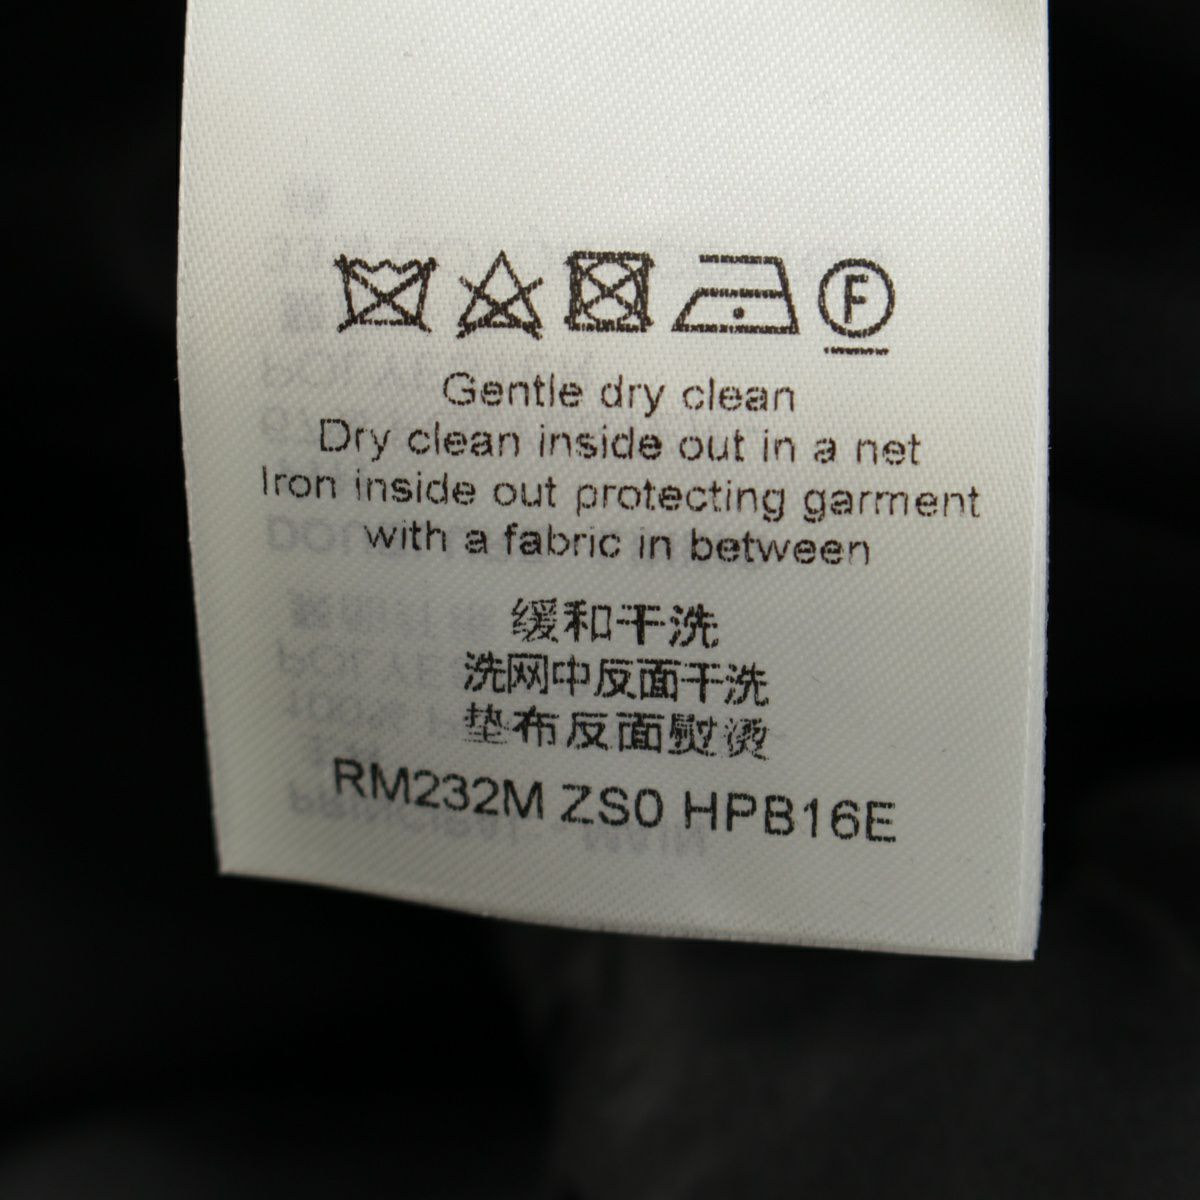 F
Gentle dry clean
Dry clean inside out in a net
Iron inside out protecting garment
with a fabric in between
缓和干洗
洗网中反面干洗
垫布反面熨烫
RM232M ZS0 HPB16E